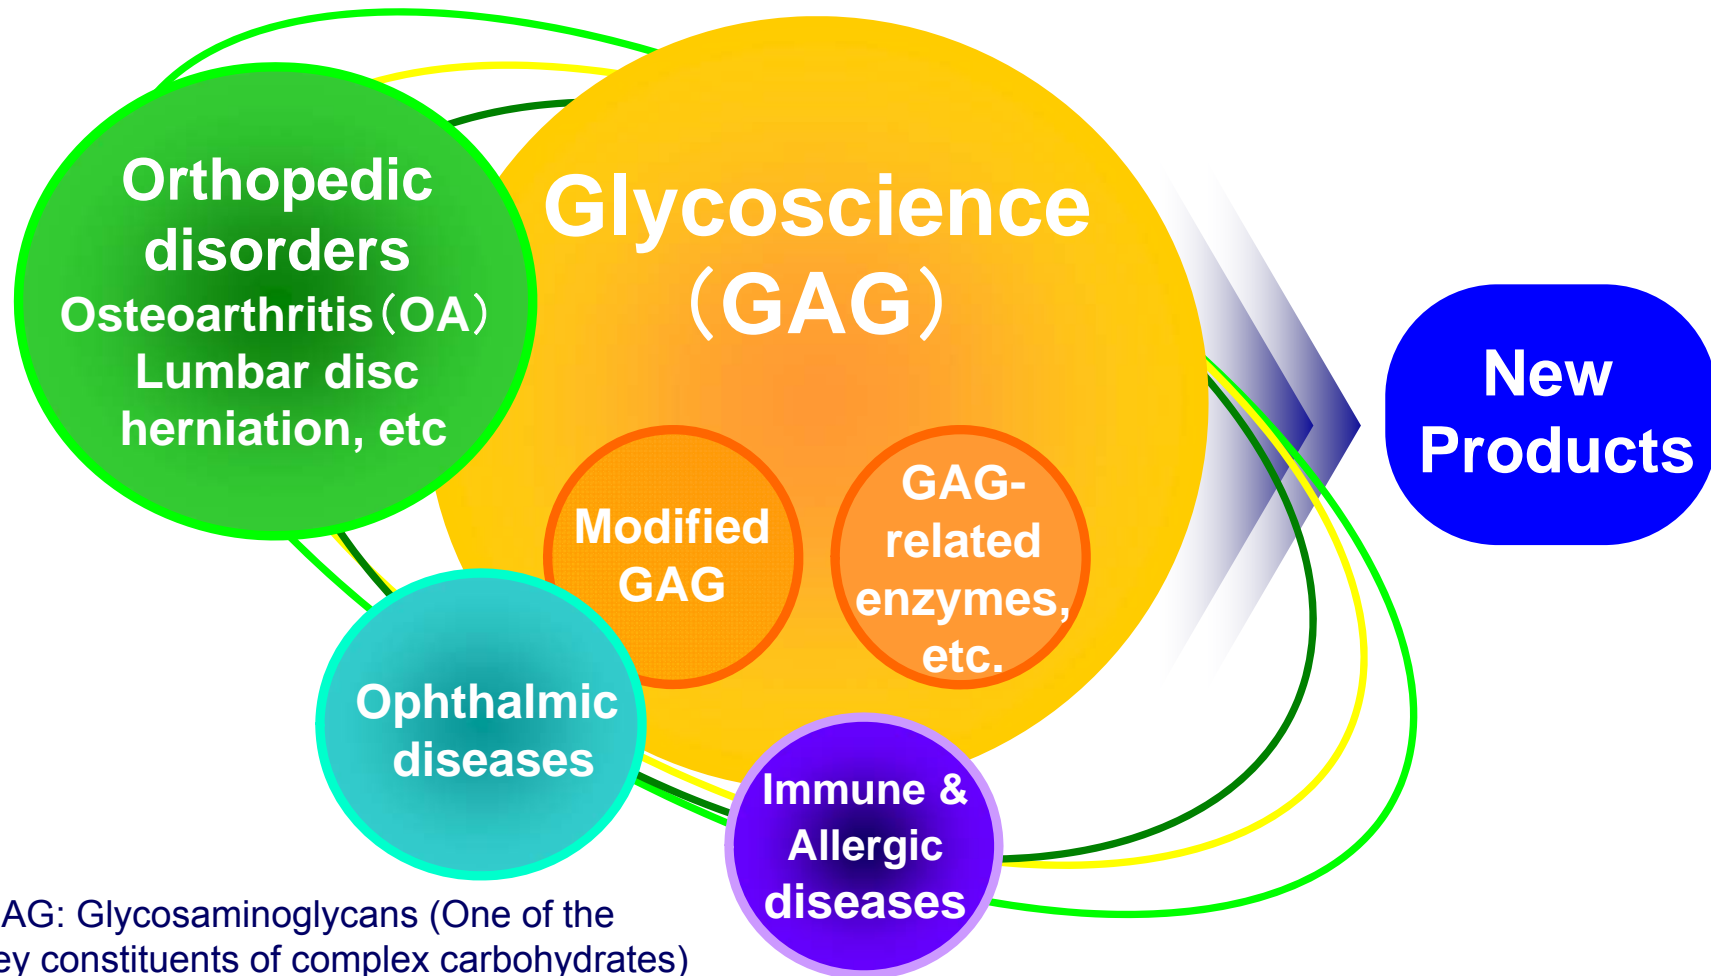 Orthopedic
disorders
Osteoarthritis（OA）
Lumbar disc
herniation, etc
Glycoscience
（GAG）
Modified
GAG
GAG-
related
enzymes,
etc.
New
Products
Ophthalmic
diseases
Immune &
Allergic
diseases
AG: Glycosaminoglycans (One of the
ey constituents of complex carbohydrates)